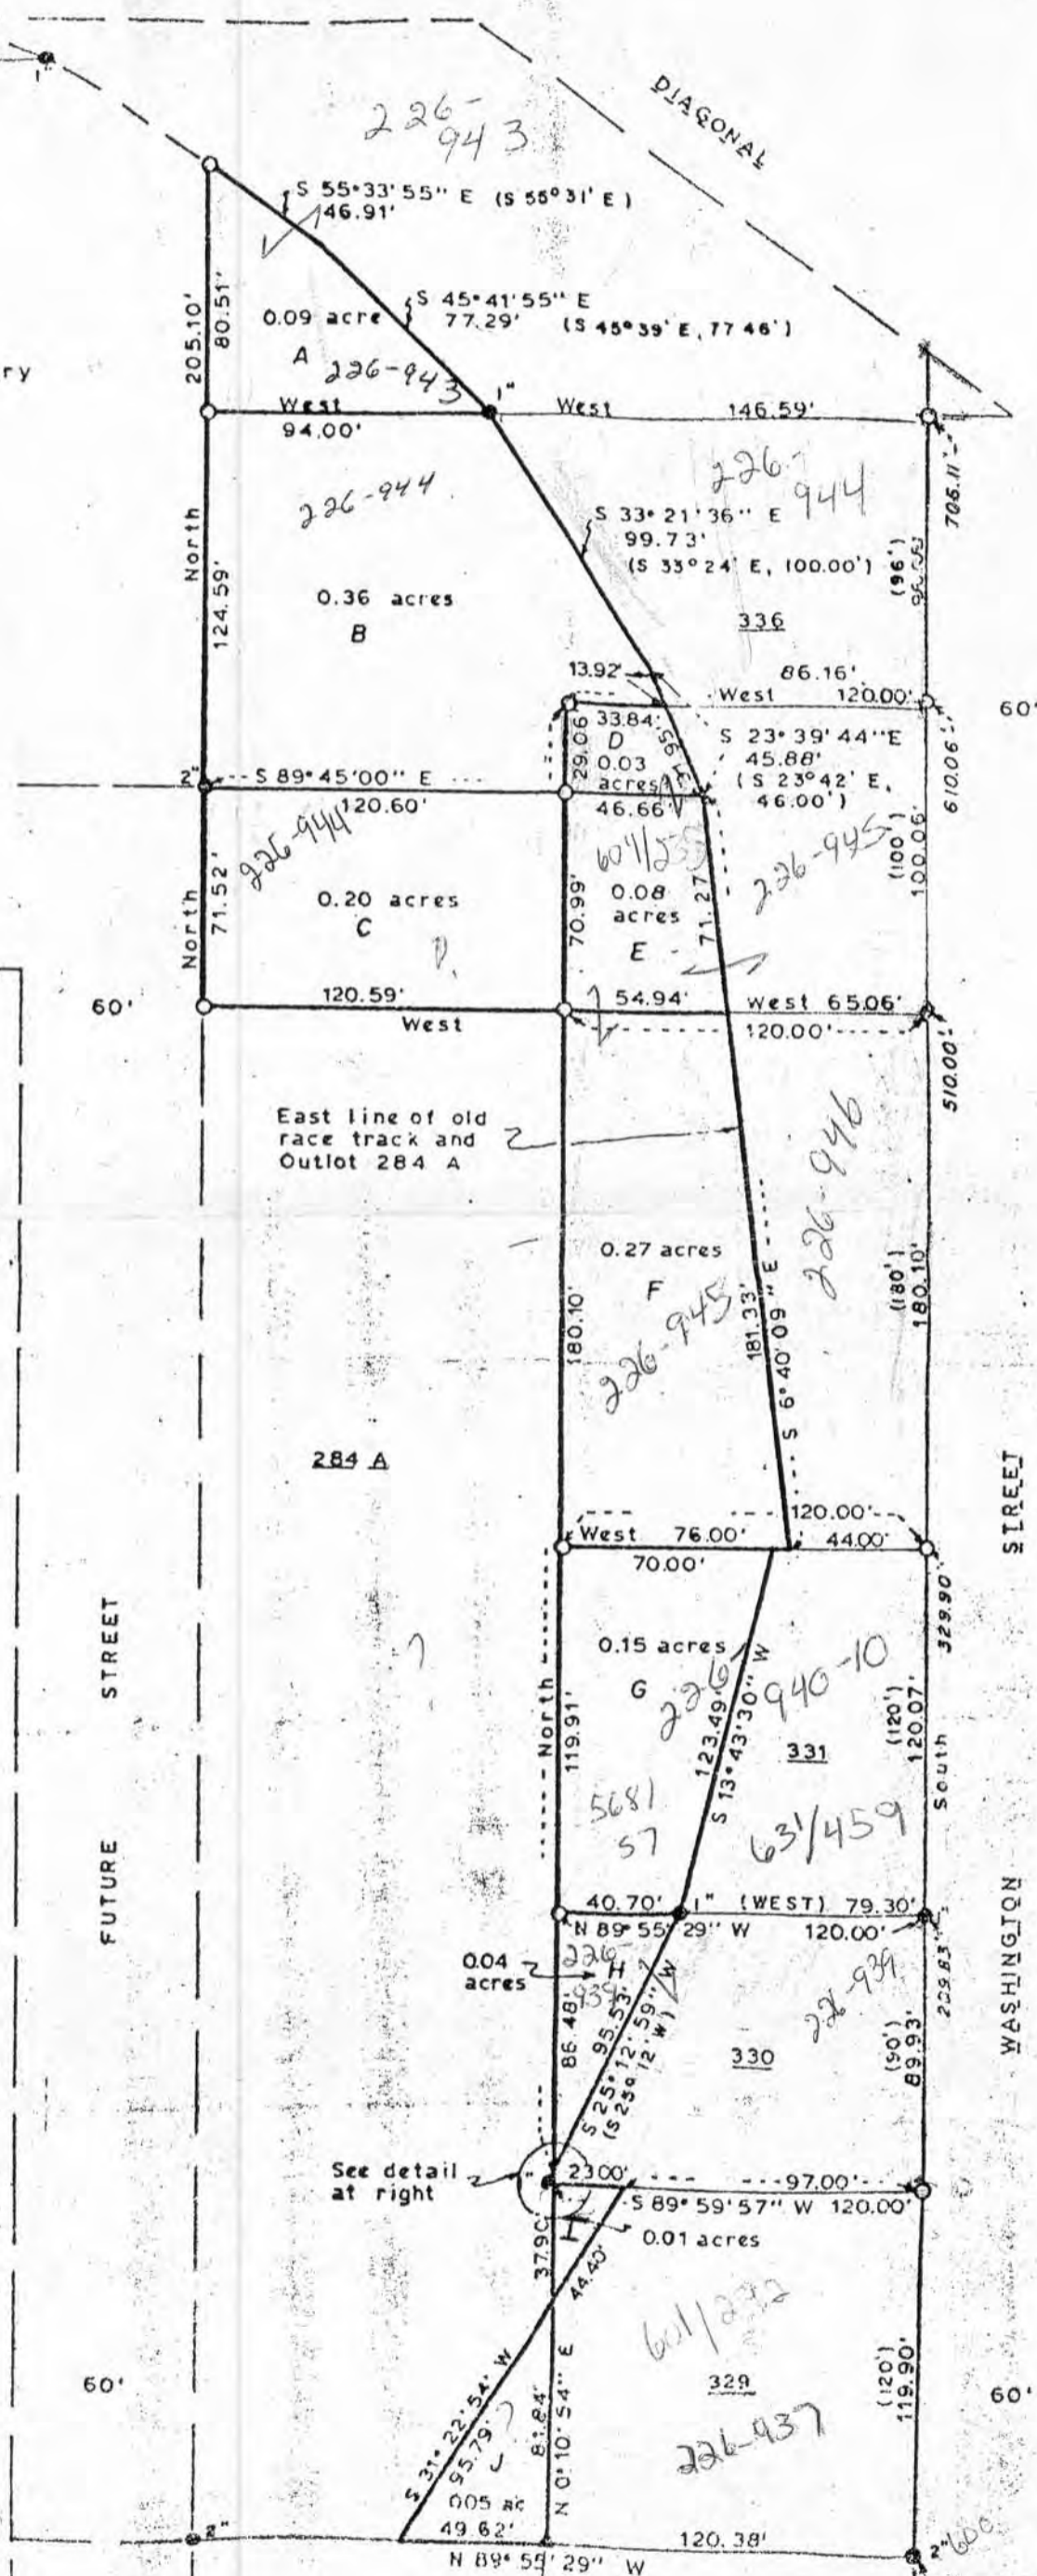 1"
DIAGONAL
226-
943
S 55°33'55" E (S 55°31' E)
46.91'
205.10'
80.51"
S 45°41'55" E
77.29' (S 45°39' E, 77.46')
0.09 acre
A
226-943
ry
1"
West
94.00'
West 146.59'
226-944
226-
944
705.11'
North
124.59'
S 33°21'36" E
99.73'
(S 33°24' E, 100.00')
(96')
0.36 acres
B
336
13.92'
86.16'
West 120.00'
60'
29.06'
33.84'
D
0.03
acres
S 23°39'44" E
45.88'
(S 23°42' E,
46.00')
610.06'
2"
S 89°45'00" E
120.60'
46.66'
226-944
226-945
(100')
100.06'
North
71.52'
0.20 acres
C
70.99'
0.08
acres
E
71.27'
60'
120.59'
West
54.94'
West 65.06'
120.00'
510.00'
East line of old
race track and
Outlot 284 A
226-946
0.27 acres
F
226-945
180.10'
181.33'
S 6°40'09" E
(180')
180.10'
284 A
120.00'
West 76.00'
44.00'
70.00'
STREET
329.90'
FUTURE STREET
0.15 acres
G
226
940-10
North
119.91'
123.49'
S 13°43'30" W
331
(120')
120.07'
South
5681
57
631/459
40.70'
1"
(WEST) 79.30'
N 89°55'29" W
120.00'
WASHINGTON
209.83'
0.04
acres
226
H
939
226-939
86.48'
95.53'
S 25°12'59" W
(S 25°12' W)
330
(90')
89.93'
See detail
at right
23.00'
97.00'
S 89°59'57" W 120.00'
37.90'
I
0.01 acres
44.40'
601/292
60'
329
(120')
119.90'
60'
226-937
S 31°22'54" W
95.79'
J
81.84'
N 0°10'54" E
005 ac
49.62'
2"
120.38'
N 89°55'29" W
2"
600